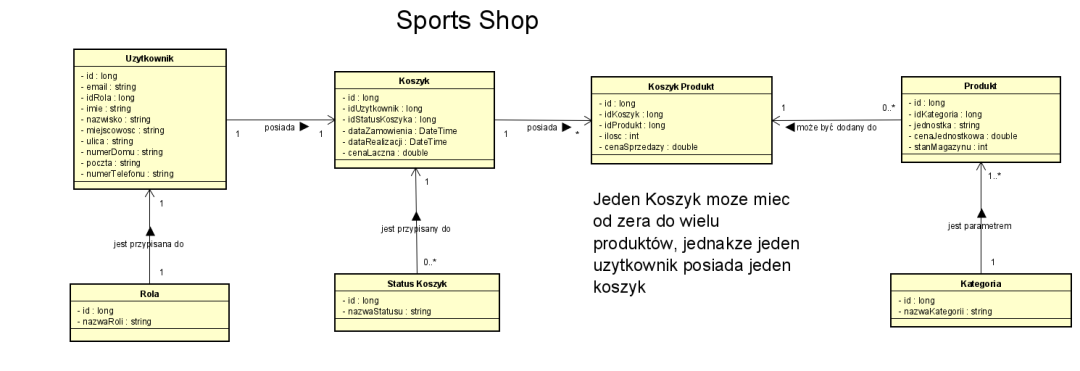 Sports Shop
Uzytkownik
- id : long
- email : string
- idRola : long
- imie : string
- nazwisko : string
- miejscowosc : string
- ulica : string
- numerDomu : string
- poczta : string
- numerTelefonu : string
1
posiada
1
Koszyk
- id : long
- idUzytkownik : long
- idStatusKoszyka : long
- dataZamowienia : DateTime
- dataRealizacji : DateTime
- cenaLaczna : double
1
posiada
*
Koszyk Produkt
- id : long
- idKoszyk : long
- idProdukt : long
- ilosc : int
- cenaSprzedazy : double
1
może być dodany do
0..*
Produkt
- id : long
- idKategoria : long
- jednostka : string
- cenaJednostkowa : double
- stanMagazynu : int
1
jest przypisana do
1
1
jest przypisany do
0..*
Jeden Koszyk moze miec
od zera do wielu
produktów, jednakze jeden
uzytkownik posiada jeden
koszyk
1..*
jest parametrem
1
Rola
- id : long
- nazwaRoli : string
Status Koszyk
- id : long
- nazwaStatusu : string
Kategoria
- id : long
- nazwaKategorii : string